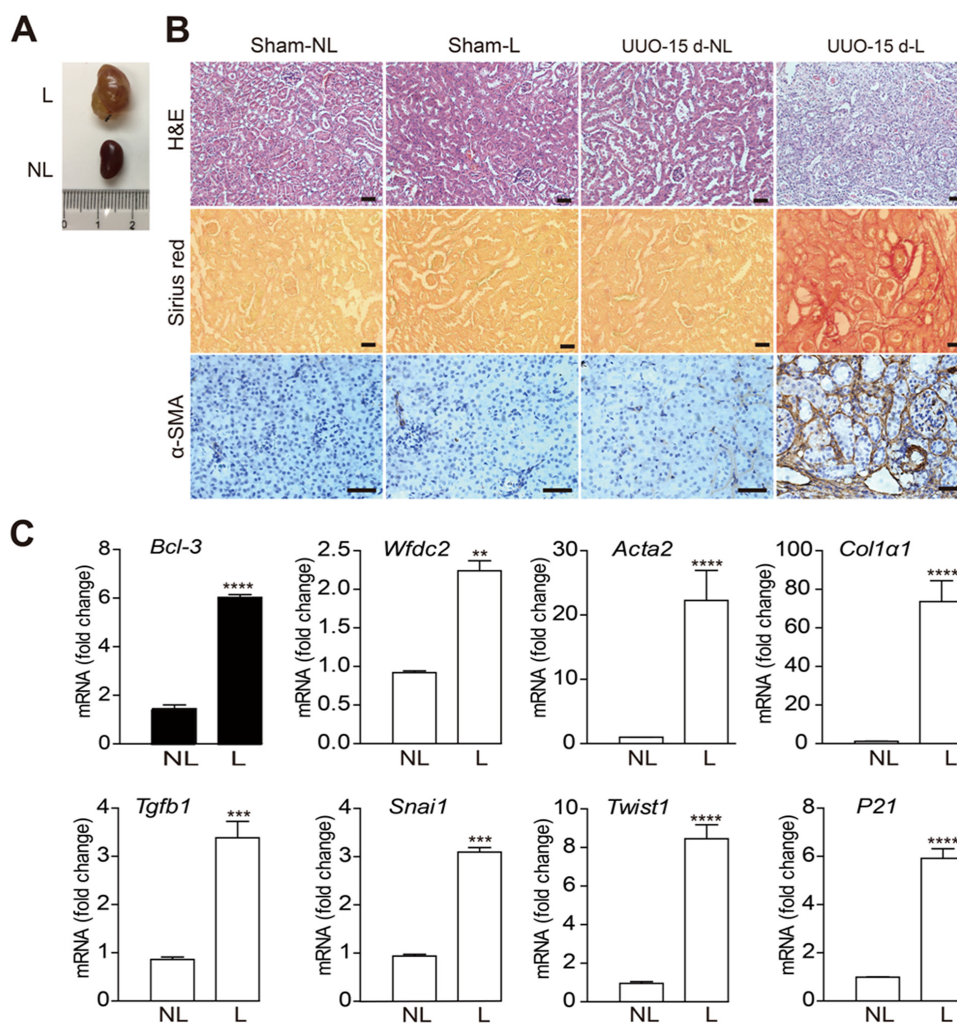 A
L
NL
0 1 2
B
Sham-NL Sham-L UUO-15 d-NL UUO-15 d-L
H&E
Sirius red
α-SMA
C
Bcl-3
mRNA (fold change)
8
6
4
2
0
****
NL L
Wfdc2
mRNA (fold change)
2.5
2.0
1.5
1.0
0.5
0.0
**
NL L
Acta2
mRNA (fold change)
30
20
10
0
****
NL L
Col1α1
mRNA (fold change)
100
80
60
40
20
0
****
NL L
Tgfb1
mRNA (fold change)
4
3
2
1
0
***
NL L
Snai1
mRNA (fold change)
4
3
2
1
0
***
NL L
Twist1
mRNA (fold change)
10
8
6
4
2
0
****
NL L
P21
mRNA (fold change)
8
6
4
2
0
****
NL L